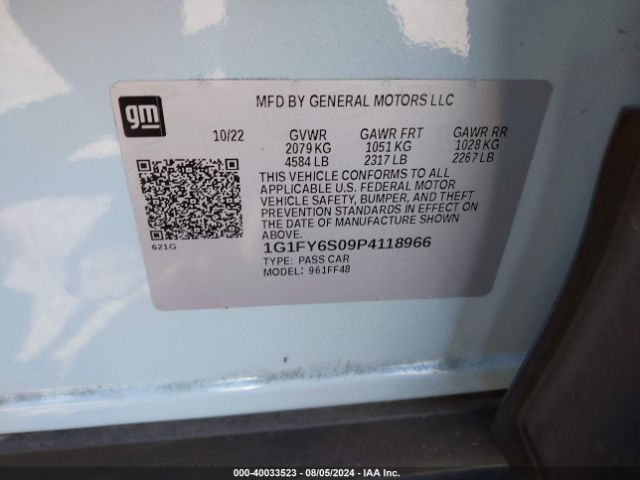 gm
MFD BY GENERAL MOTORS LLC
10/22 GVWR GAWR FRT GAWR RR
2079 KG 1051 KG 1028 KG
4584 LB 2317 LB 2267 LB
THIS VEHICLE CONFORMS TO ALL
APPLICABLE U.S. FEDERAL MOTOR
VEHICLE SAFETY, BUMPER, AND THEFT
PREVENTION STANDARDS IN EFFECT ON
THE DATE OF MANUFACTURE SHOWN
ABOVE.
621G
1G1FY6S09P4118966
TYPE: PASS CAR
MODEL: 961FF48
000-40033523 - 08/05/2024 - IAA Inc.